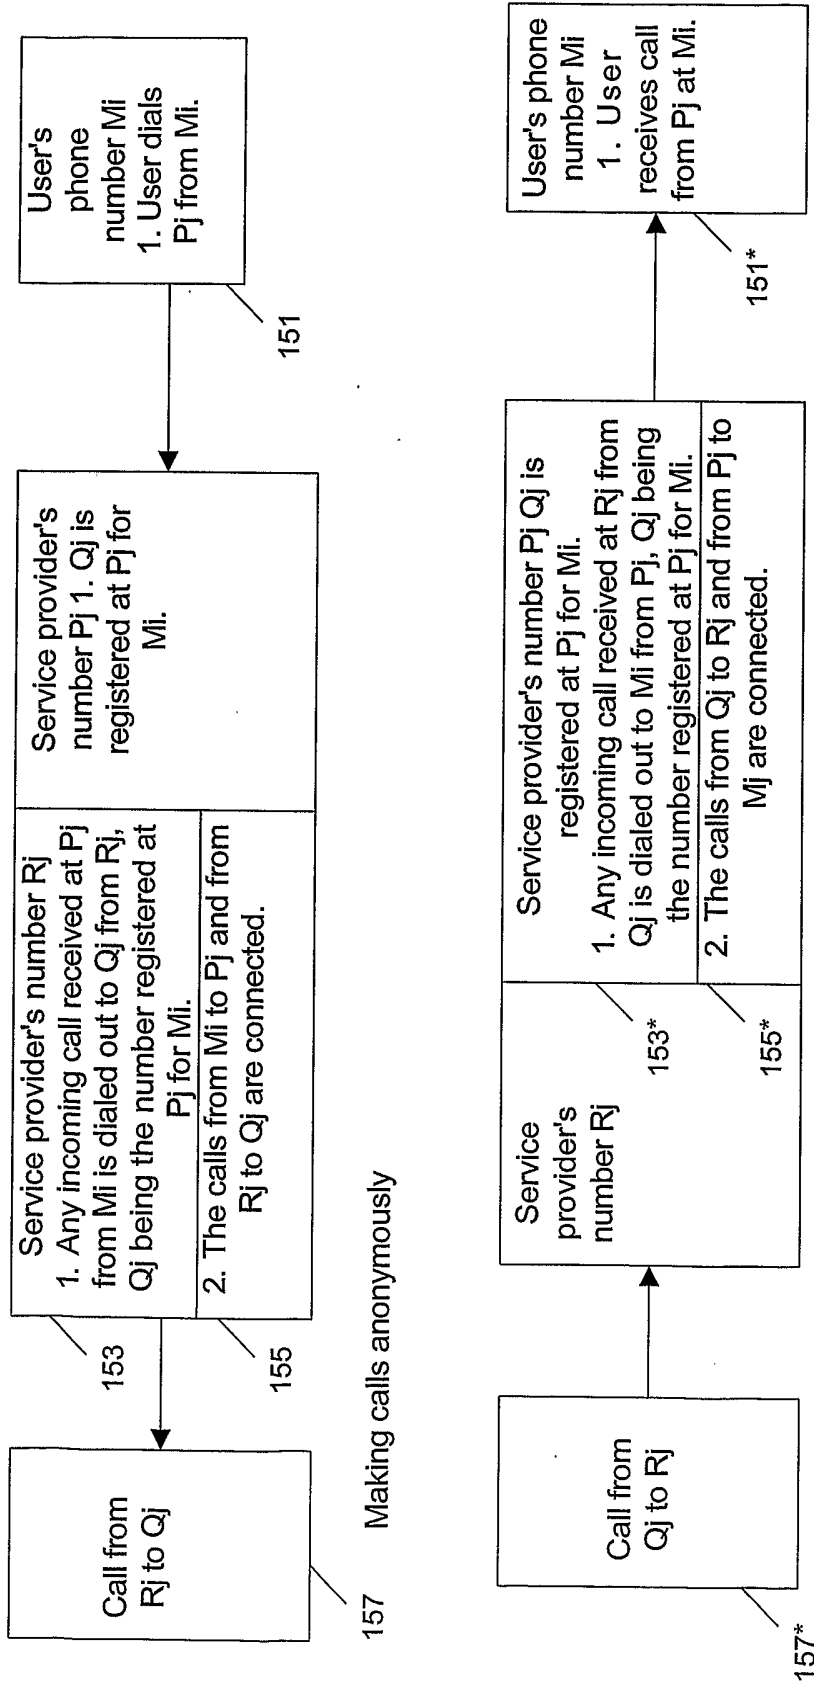 User's
phone
number Mi
1. User dials
Pj from Mi.
151
Service provider's
number Pj 1. Qj is
registered at Pj for
Mi.
Service provider's number Rj
1. Any incoming call received at Pj
from Mi is dialed out to Qj from Rj,
Qj being the number registered at
Pj for Mi.
2. The calls from Mi to Pj and from
Rj to Qj are connected.
153
155
Call from
Rj to Qj
157
Making calls anonymously
User's phone
number Mi
1. User
receives call
from Pj at Mi.
151*
Service provider's number Pj Qj is
registered at Pj for Mi.
1. Any incoming call received at Rj from
Qj is dialed out to Mi from Pj, Qj being
the number registered at Pj for Mi.
2. The calls from Qj to Rj and from Pj to
Mj are connected.
153*
155*
Service
provider's
number Rj
Call from
Qj to Rj
157*